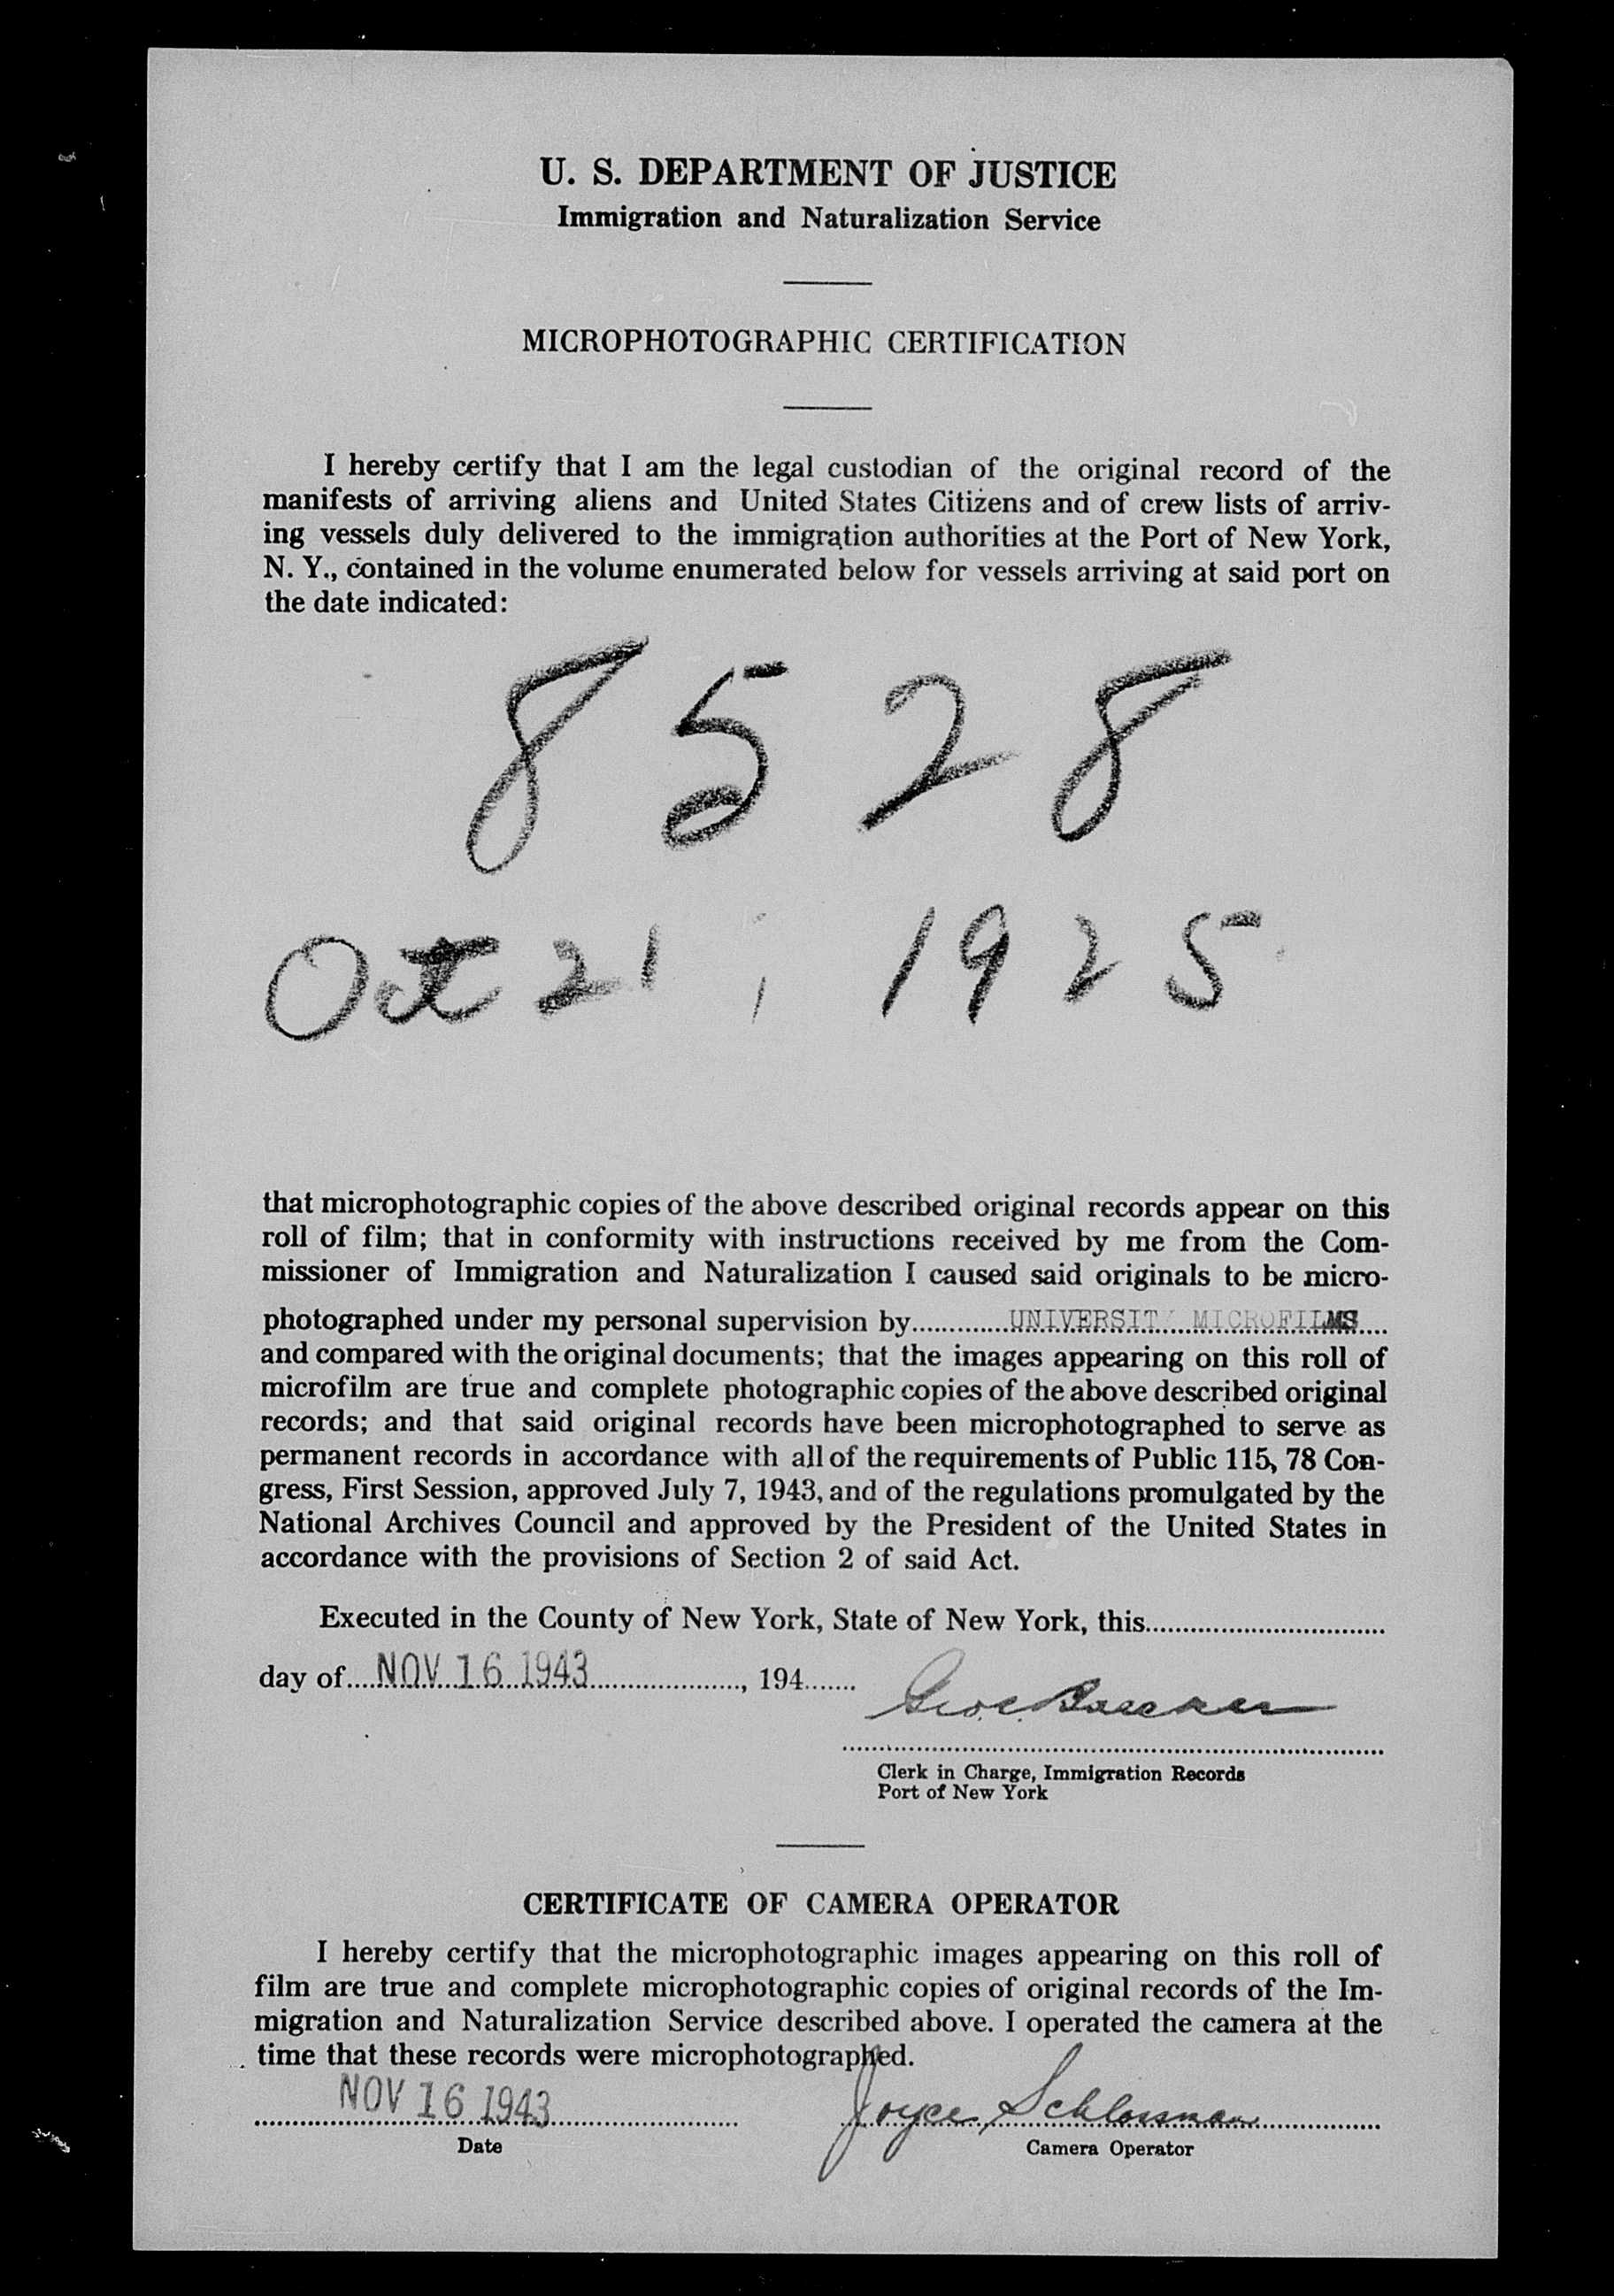 U. S. DEPARTMENT OF JUSTICE
Immigration and Naturalization Service
MICROPHOTOGRAPHIC CERTIFICATION
I hereby certify that I am the legal custodian of the original record of the
manifests of arriving aliens and United States Citizens and of crew lists of arriv-
ing vessels duly delivered to the immigration authorities at the Port of New York,
N. Y., contained in the volume enumerated below for vessels arriving at said port on
the date indicated:
8528
Oct 21, 1925
that microphotographic copies of the above described original records appear on this
roll of film; that in conformity with instructions received by me from the Com-
missioner of Immigration and Naturalization I caused said originals to be micro-
photographed under my personal supervision by UNIVERSITY MICROFILMS
and compared with the original documents; that the images appearing on this roll of
microfilm are true and complete photographic copies of the above described original
records; and that said original records have been microphotographed to serve as
permanent records in accordance with all of the requirements of Public 115, 78 Con-
gress, First Session, approved July 7, 1943, and of the regulations promulgated by the
National Archives Council and approved by the President of the United States in
accordance with the provisions of Section 2 of said Act.
Executed in the County of New York, State of New York, this
day of NOV 16 1943, 194
Clerk in Charge, Immigration Records
Port of New York
CERTIFICATE OF CAMERA OPERATOR
I hereby certify that the microphotographic images appearing on this roll of
film are true and complete microphotographic copies of original records of the Im-
migration and Naturalization Service described above. I operated the camera at the
time that these records were microphotographed.
NOV 16 1943 Joyce Schlossman
Date Camera Operator